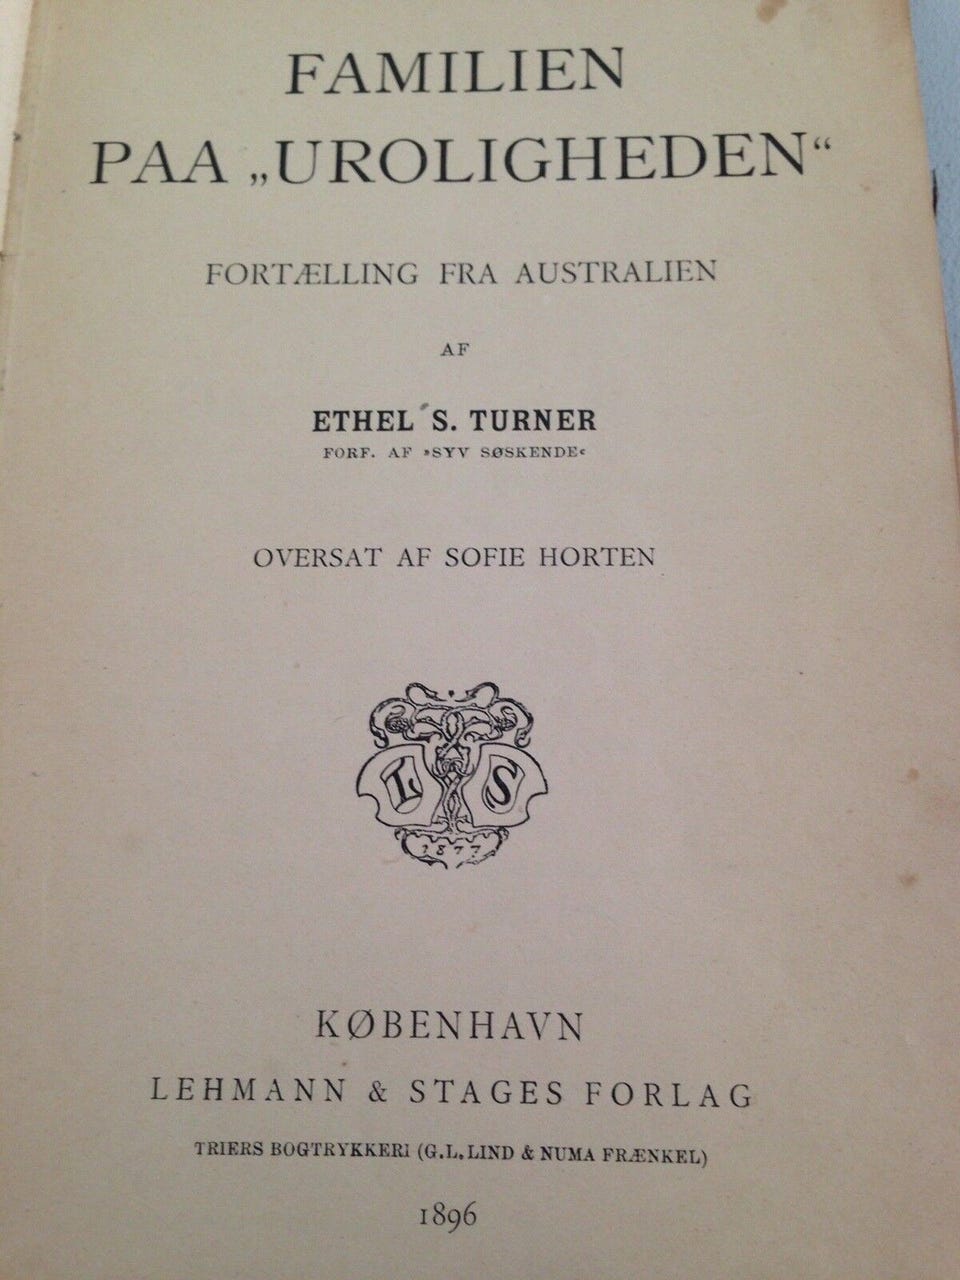 FAMILIEN
PAA „UROLIGHEDEN“
FORTÆLLING FRA AUSTRALIEN
AF
ETHEL S. TURNER
FORF. AF »SYV SØSKENDE«
OVERSAT AF SOFIE HORTEN
L S
1877
KØBENHAVN
LEHMANN & STAGES FORLAG
TRIERS BOGTRYKKERI (G.L. LIND & NUMA FRÆNKEL)
1896